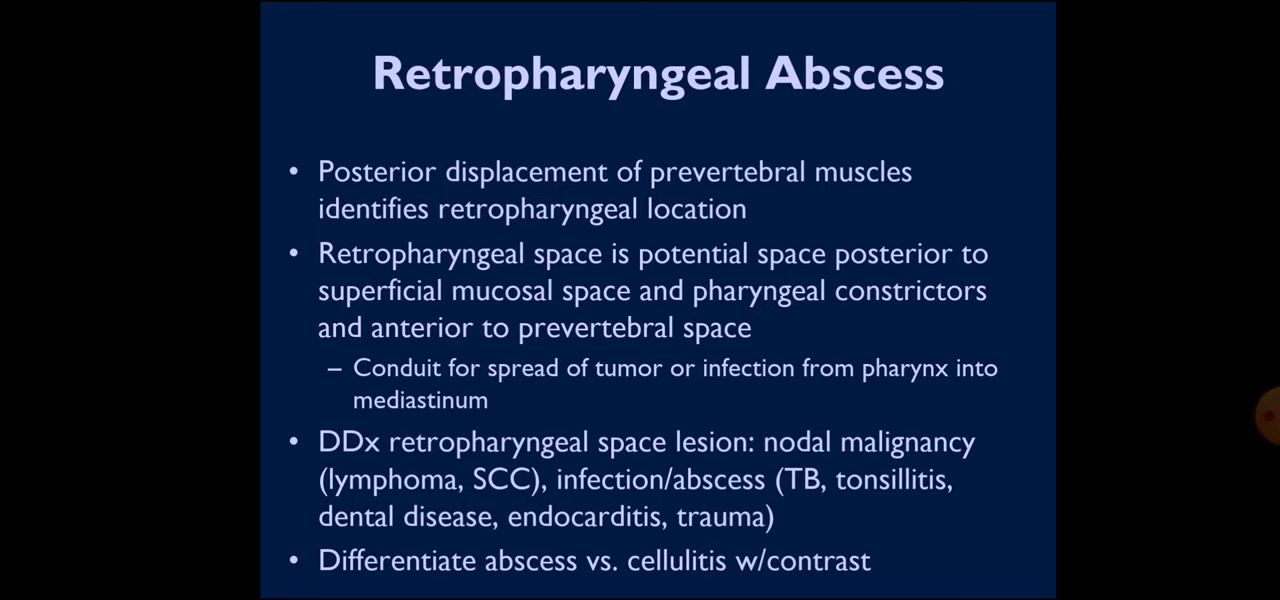 Retropharyngeal Abscess
• Posterior displacement of prevertebral muscles
identifies retropharyngeal location
• Retropharyngeal space is potential space posterior to
superficial mucosal space and pharyngeal constrictors
and anterior to prevertebral space
– Conduit for spread of tumor or infection from pharynx into
mediastinum
• DDx retropharyngeal space lesion: nodal malignancy
(lymphoma, SCC), infection/abscess (TB, tonsillitis,
dental disease, endocarditis, trauma)
• Differentiate abscess vs. cellulitis w/contrast